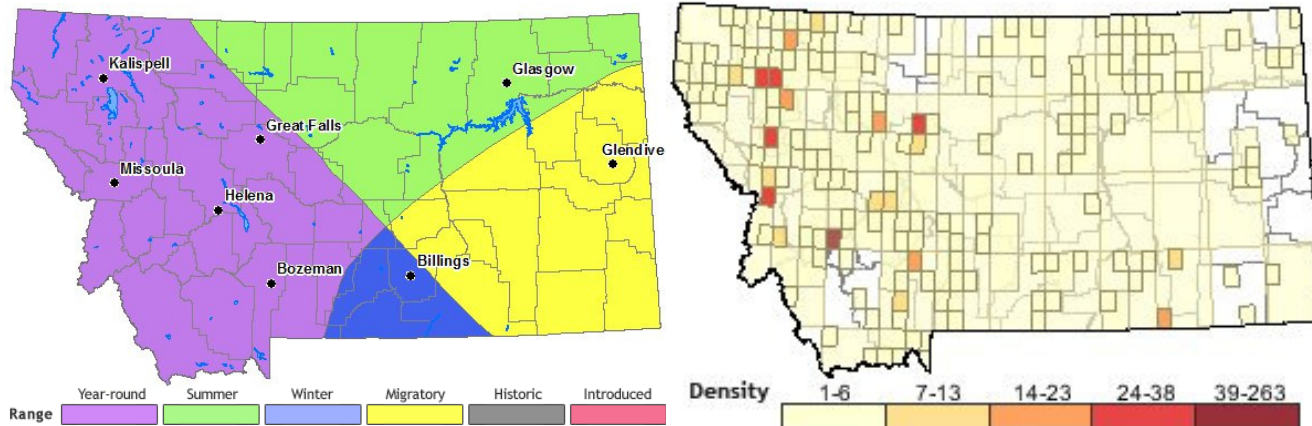 Kalispell
Glasgow
Great Falls
Glendive
Missoula
Helena
Bozeman
Billings
Range Year-round Summer Winter Migratory Historic Introduced
Density 1-6 7-13 14-23 24-38 39-263